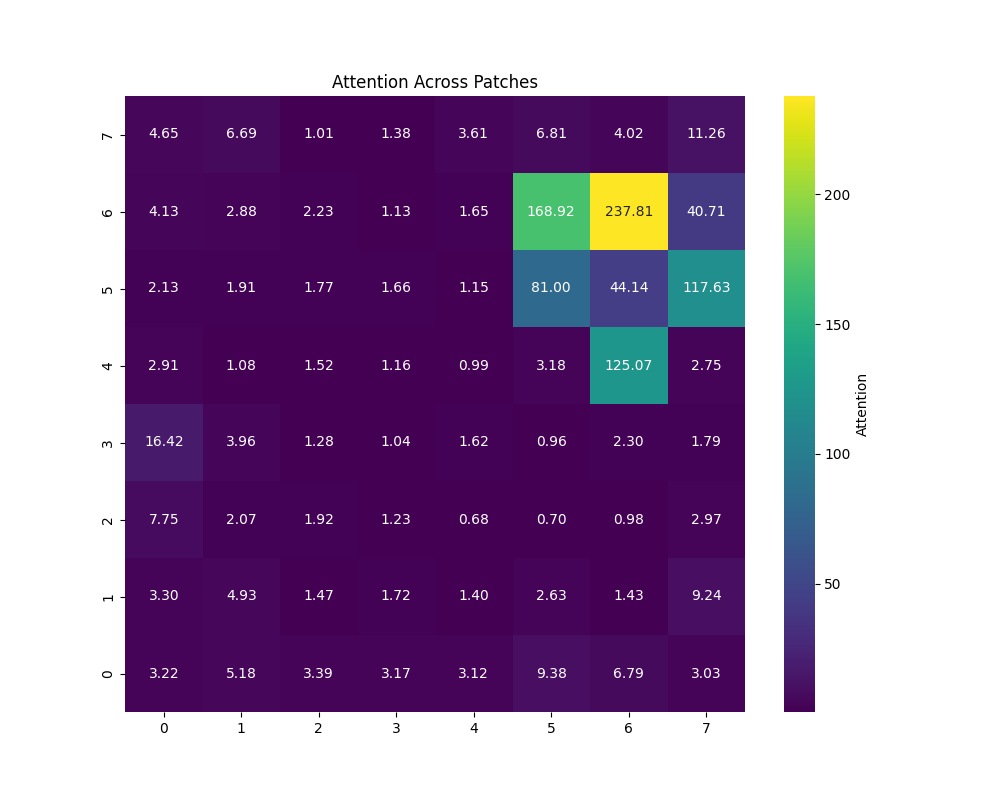 Attention Across Patches
7 4.65 6.69 1.01 1.38 3.61 6.81 4.02 11.26
6 4.13 2.88 2.23 1.13 1.65 168.92 237.81 40.71
5 2.13 1.91 1.77 1.66 1.15 81.00 44.14 117.63
4 2.91 1.08 1.52 1.16 0.99 3.18 125.07 2.75
3 16.42 3.96 1.28 1.04 1.62 0.96 2.30 1.79
2 7.75 2.07 1.92 1.23 0.68 0.70 0.98 2.97
1 3.30 4.93 1.47 1.72 1.40 2.63 1.43 9.24
0 3.22 5.18 3.39 3.17 3.12 9.38 6.79 3.03
0 1 2 3 4 5 6 7
200
150
100
50
Attention